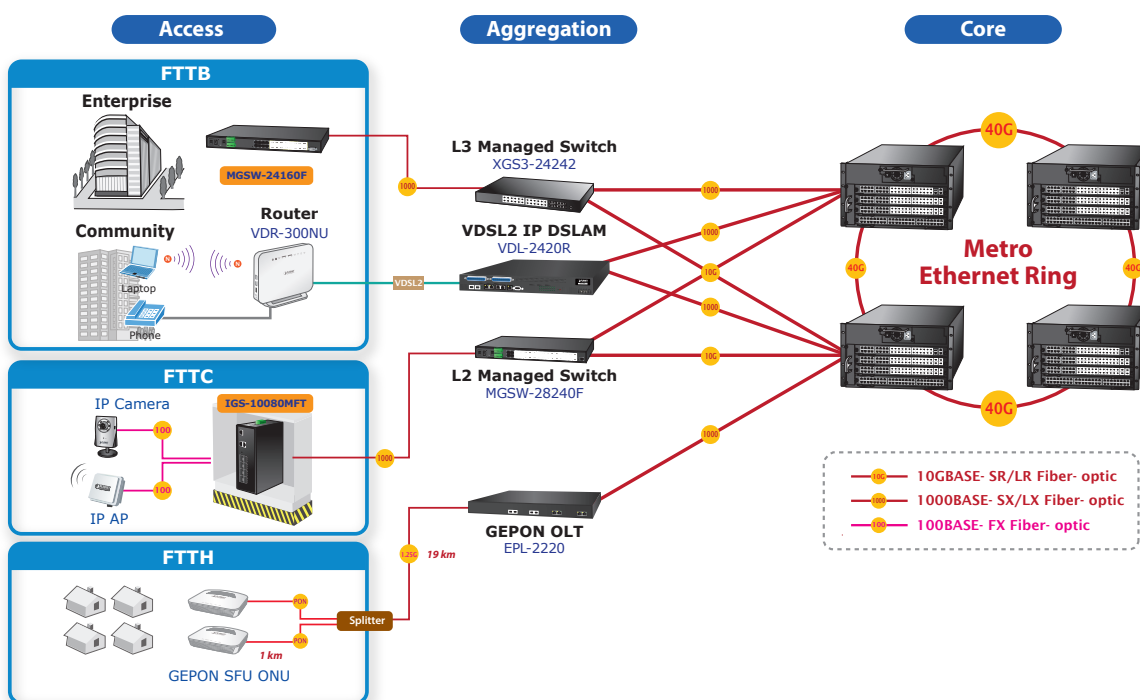 Access
Aggregation
Core
FTTB
Enterprise
MGSW-24160F
1000
Router
VDR-300NU
Community
N
N
Laptop
Phone
VDSL2
L3 Managed Switch
XGS3-24242
VDSL2 IP DSLAM
VDL-2420R
L2 Managed Switch
MGSW-28240F
1000
1000
10G
1000
10G
1000
40G
40G
40G
40G
Metro
Ethernet Ring
FTTC
IP Camera
IGS-10080MFT
100
100
IP AP
1000
GEPON OLT
EPL-2220
1.25G
19 km
FTTH
PON
PON
Splitter
1 km
GEPON SFU ONU
10G 10GBASE- SR/LR Fiber- optic
1000 1000BASE- SX/LX Fiber- optic
100 100BASE- FX Fiber- optic